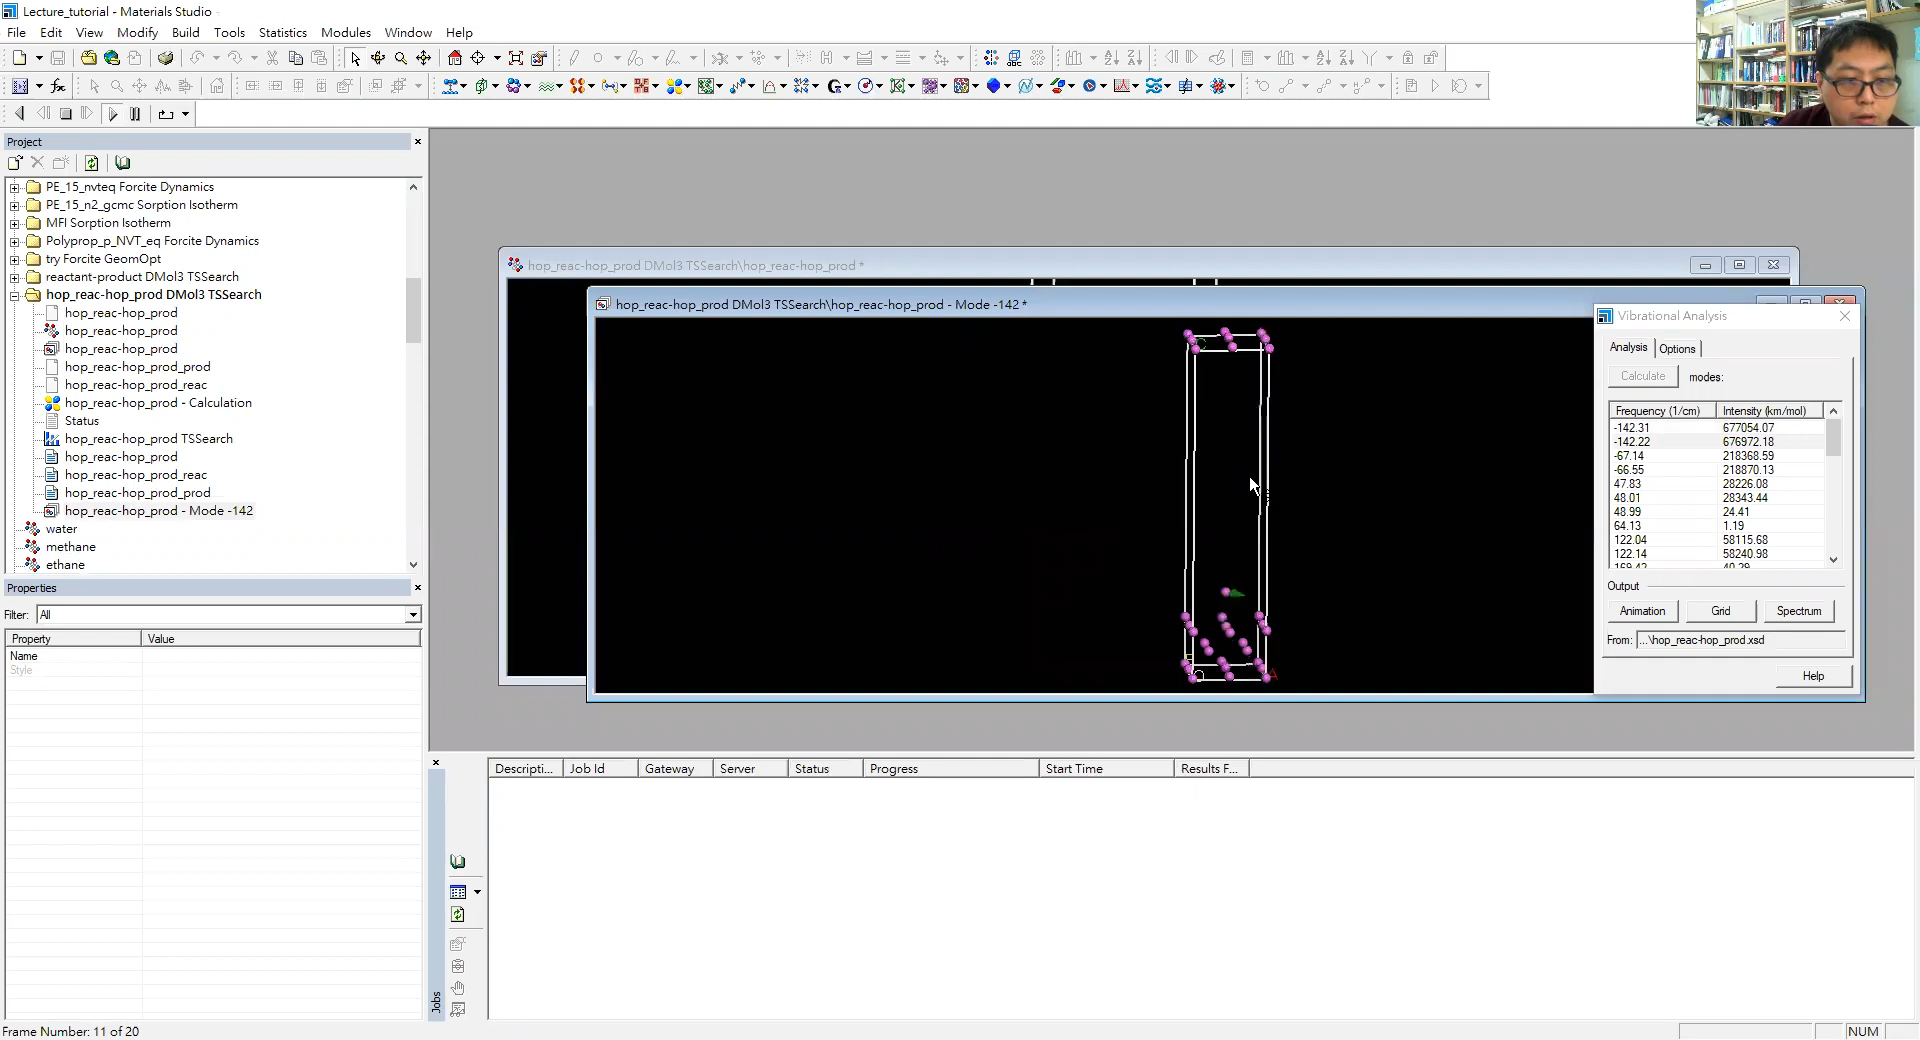 Lecture_tutorial - Materials Studio
File Edit View Modify Build Tools Statistics Modules Window Help
Project
PE_15_nvteq Forcite Dynamics
PE_15_n2_gcmc Sorption Isotherm
MFI Sorption Isotherm
Polyprop_p_NVT_eq Forcite Dynamics
try Forcite GeomOpt
reactant-product DMol3 TSSearch
hop_reac-hop_prod DMol3 TSSearch
hop_reac-hop_prod
hop_reac-hop_prod
hop_reac-hop_prod
hop_reac-hop_prod_prod
hop_reac-hop_prod_reac
hop_reac-hop_prod - Calculation
Status
hop_reac-hop_prod TSSearch
hop_reac-hop_prod
hop_reac-hop_prod_reac
hop_reac-hop_prod_prod
hop_reac-hop_prod - Mode -142
water
methane
ethane
Properties
Filter: All
Property Value
Name
Style
hop_reac-hop_prod DMol3 TSSearch\hop_reac-hop_prod *
hop_reac-hop_prod DMol3 TSSearch\hop_reac-hop_prod - Mode -142 *
Vibrational Analysis
Analysis Options
Calculate modes:
Frequency (1/cm) Intensity (km/mol)
-142.31 677054.07
-142.22 676972.18
-67.14 218368.59
-66.55 218870.13
47.83 28226.08
48.01 28343.44
48.99 24.41
64.13 1.19
122.04 58115.68
122.14 58240.98
169.42 40.29
Output
Animation Grid Spectrum
From: ...\hop_reac-hop_prod.xsd
Help
Jobs
Descripti... Job Id Gateway Server Status Progress Start Time Results F...
Frame Number: 11 of 20
NUM